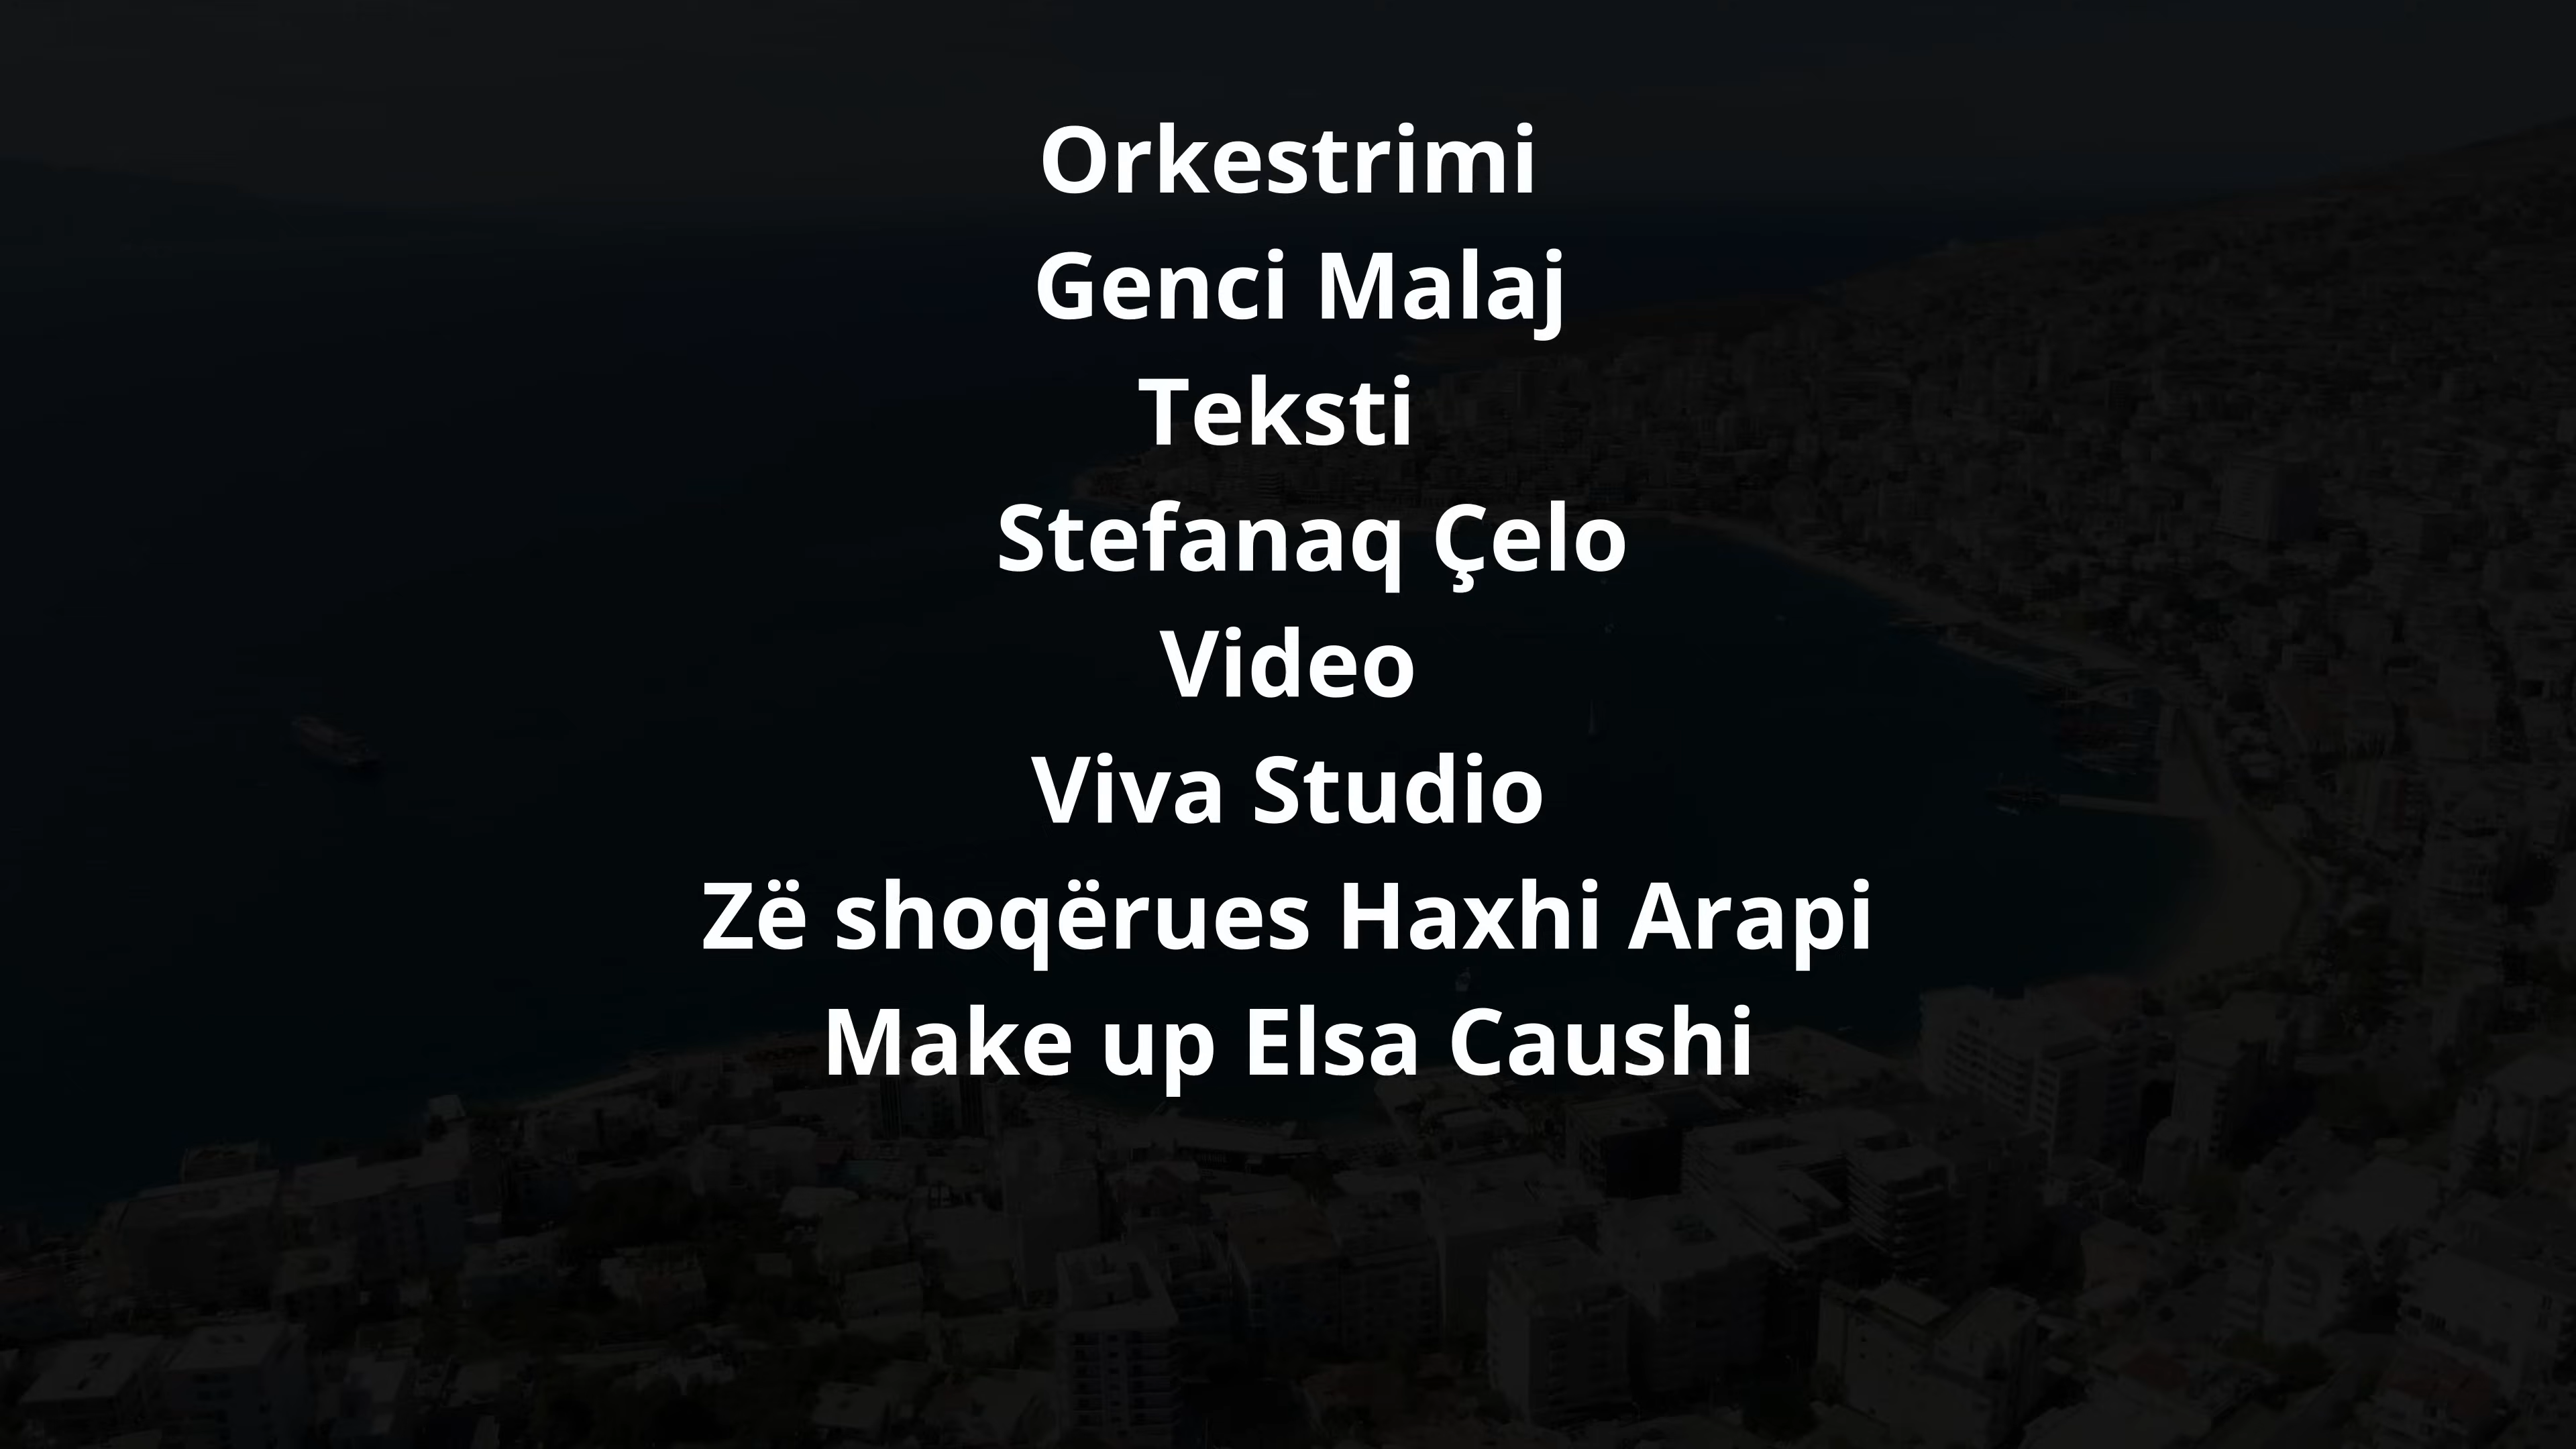 Orkestrimi
Genci Malaj
Teksti
Stefanaq Çelo
Video
Viva Studio
Zë shoqërues Haxhi Arapi
Make up Elsa Caushi